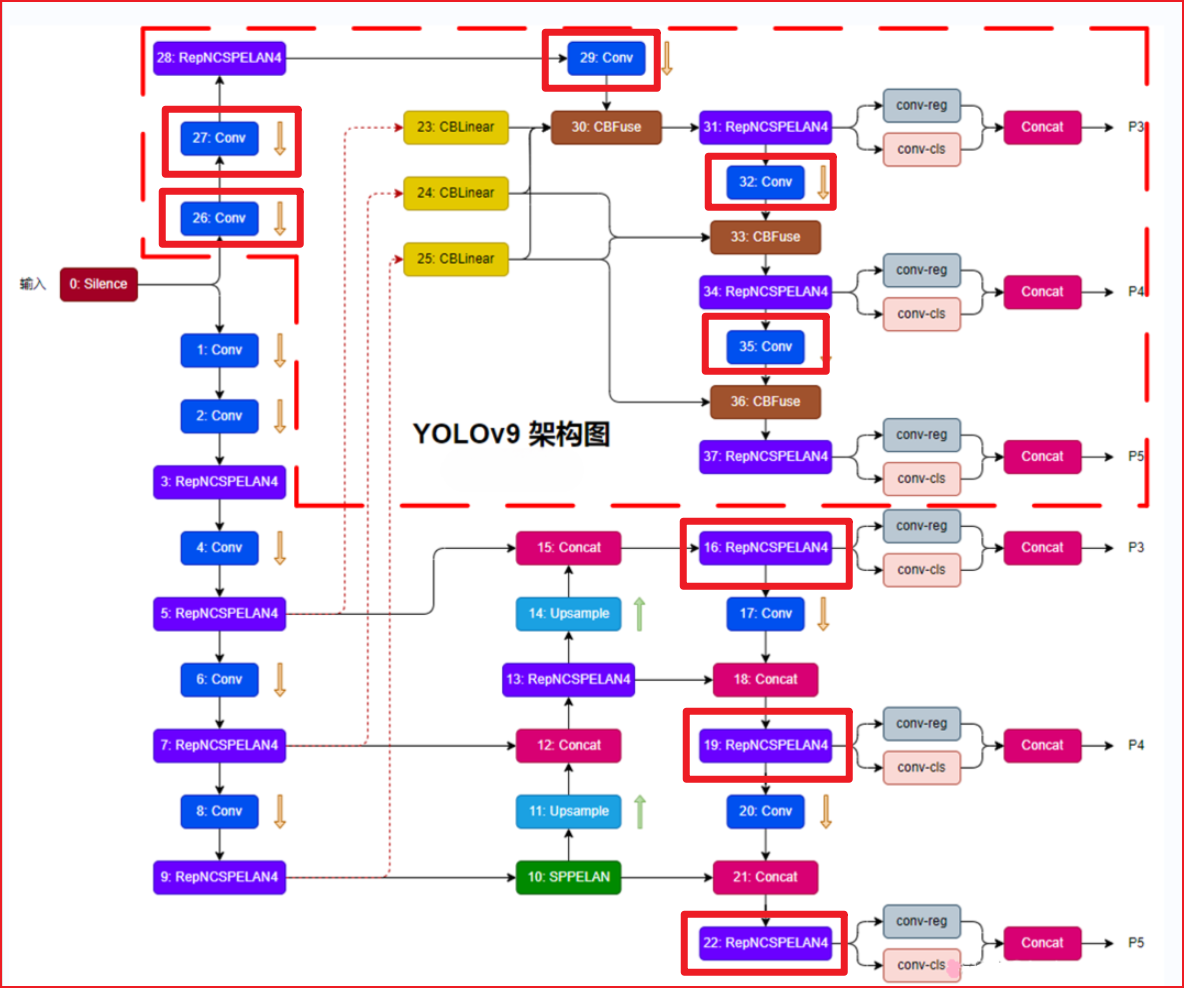 28: RepNCSPELAN4
29: Conv
27: Conv
26: Conv
23: CBLinear
30: CBFuse
31: RepNCSPELAN4
conv-reg
conv-cls
Concat
P3
24: CBLinear
32: Conv
33: CBFuse
25: CBLinear
输入
0: Silence
34: RepNCSPELAN4
conv-reg
conv-cls
Concat
P4
1: Conv
35: Conv
2: Conv
36: CBFuse
YOLOv9 架构图
3: RepNCSPELAN4
37: RepNCSPELAN4
conv-reg
conv-cls
Concat
P5
4: Conv
15: Concat
16: RepNCSPELAN4
conv-reg
conv-cls
Concat
P3
5: RepNCSPELAN4
14: Upsample
17: Conv
6: Conv
13: RepNCSPELAN4
18: Concat
7: RepNCSPELAN4
12: Concat
19: RepNCSPELAN4
conv-reg
conv-cls
Concat
P4
8: Conv
11: Upsample
20: Conv
9: RepNCSPELAN4
10: SPPELAN
21: Concat
22: RepNCSPELAN4
conv-reg
conv-cls
Concat
P5